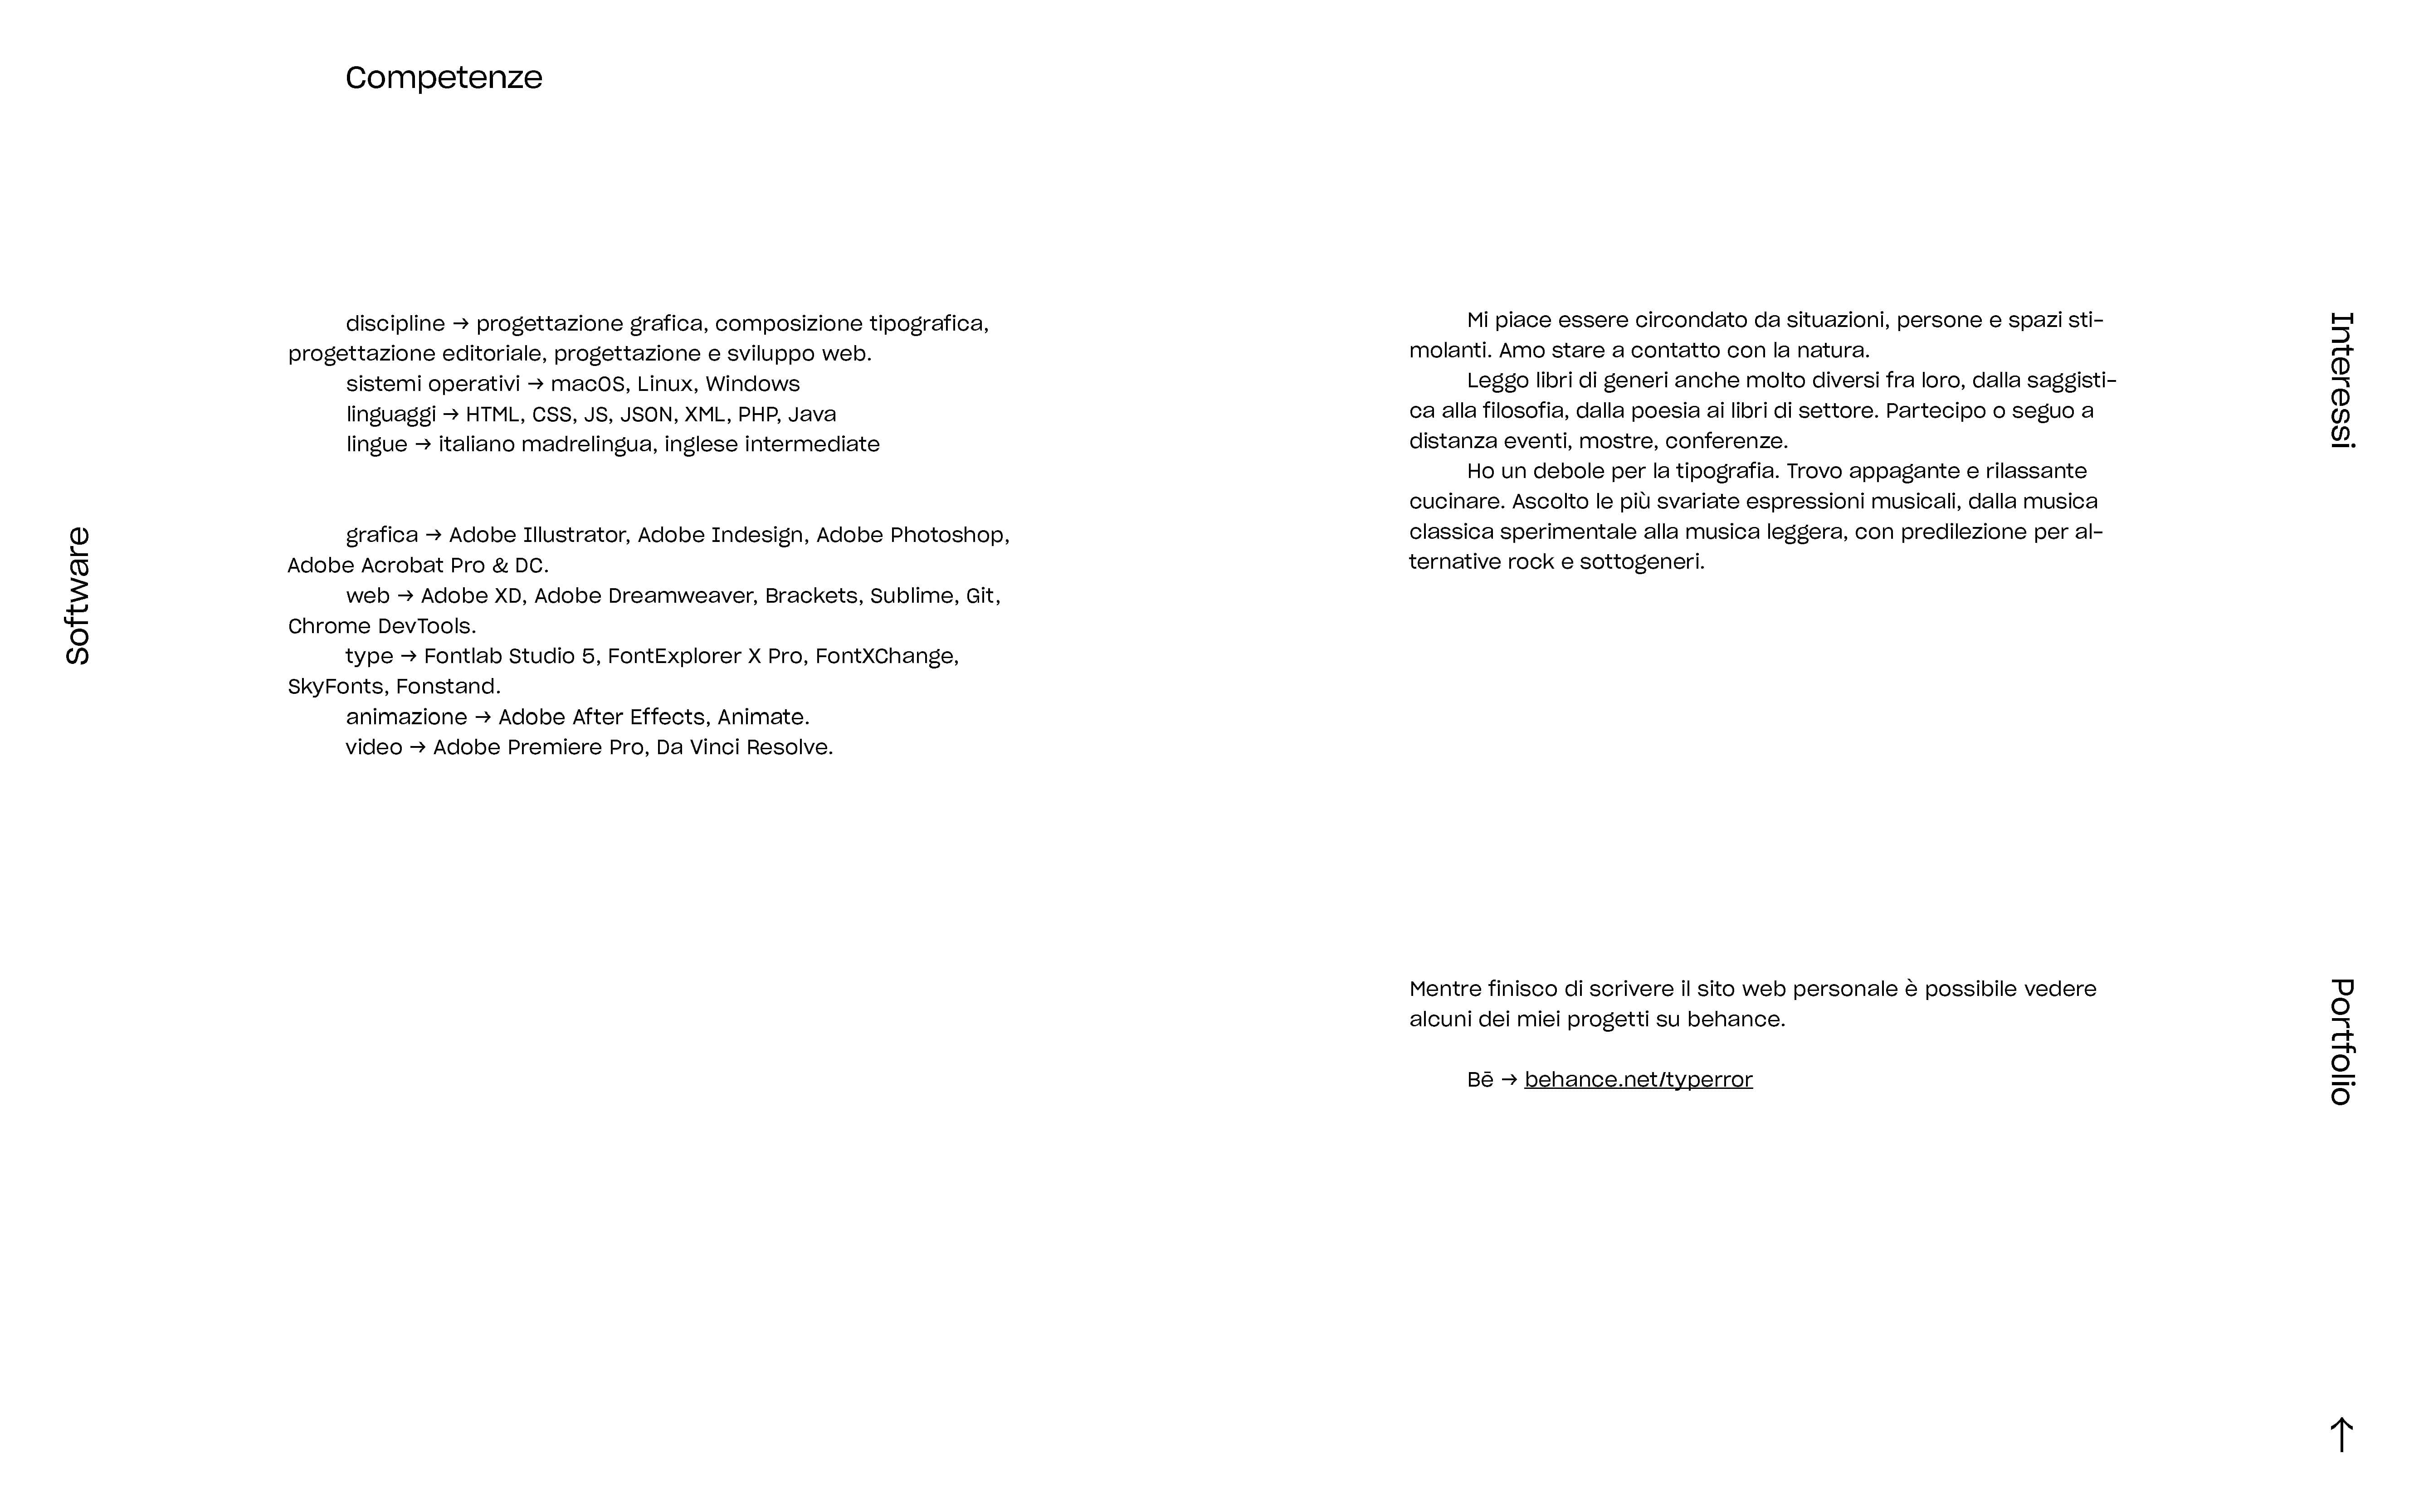 Competenze
discipline → progettazione grafica, composizione tipografica,
progettazione editoriale, progettazione e sviluppo web.
sistemi operativi → macOS, Linux, Windows
linguaggi → HTML, CSS, JS, JSON, XML, PHP, Java
lingue → italiano madrelingua, inglese intermediate
Software
grafica → Adobe Illustrator, Adobe Indesign, Adobe Photoshop,
Adobe Acrobat Pro & DC.
web → Adobe XD, Adobe Dreamweaver, Brackets, Sublime, Git,
Chrome DevTools.
type → Fontlab Studio 5, FontExplorer X Pro, FontXChange,
SkyFonts, Fonstand.
animazione → Adobe After Effects, Animate.
video → Adobe Premiere Pro, Da Vinci Resolve.
Interessi
Mi piace essere circondato da situazioni, persone e spazi sti-
molanti. Amo stare a contatto con la natura.
Leggo libri di generi anche molto diversi fra loro, dalla saggisti-
ca alla filosofia, dalla poesia ai libri di settore. Partecipo o seguo a
distanza eventi, mostre, conferenze.
Ho un debole per la tipografia. Trovo appagante e rilassante
cucinare. Ascolto le più svariate espressioni musicali, dalla musica
classica sperimentale alla musica leggera, con predilezione per al-
ternative rock e sottogeneri.
Portfolio
Mentre finisco di scrivere il sito web personale è possibile vedere
alcuni dei miei progetti su behance.
Bē → behance.net/typerror
↑